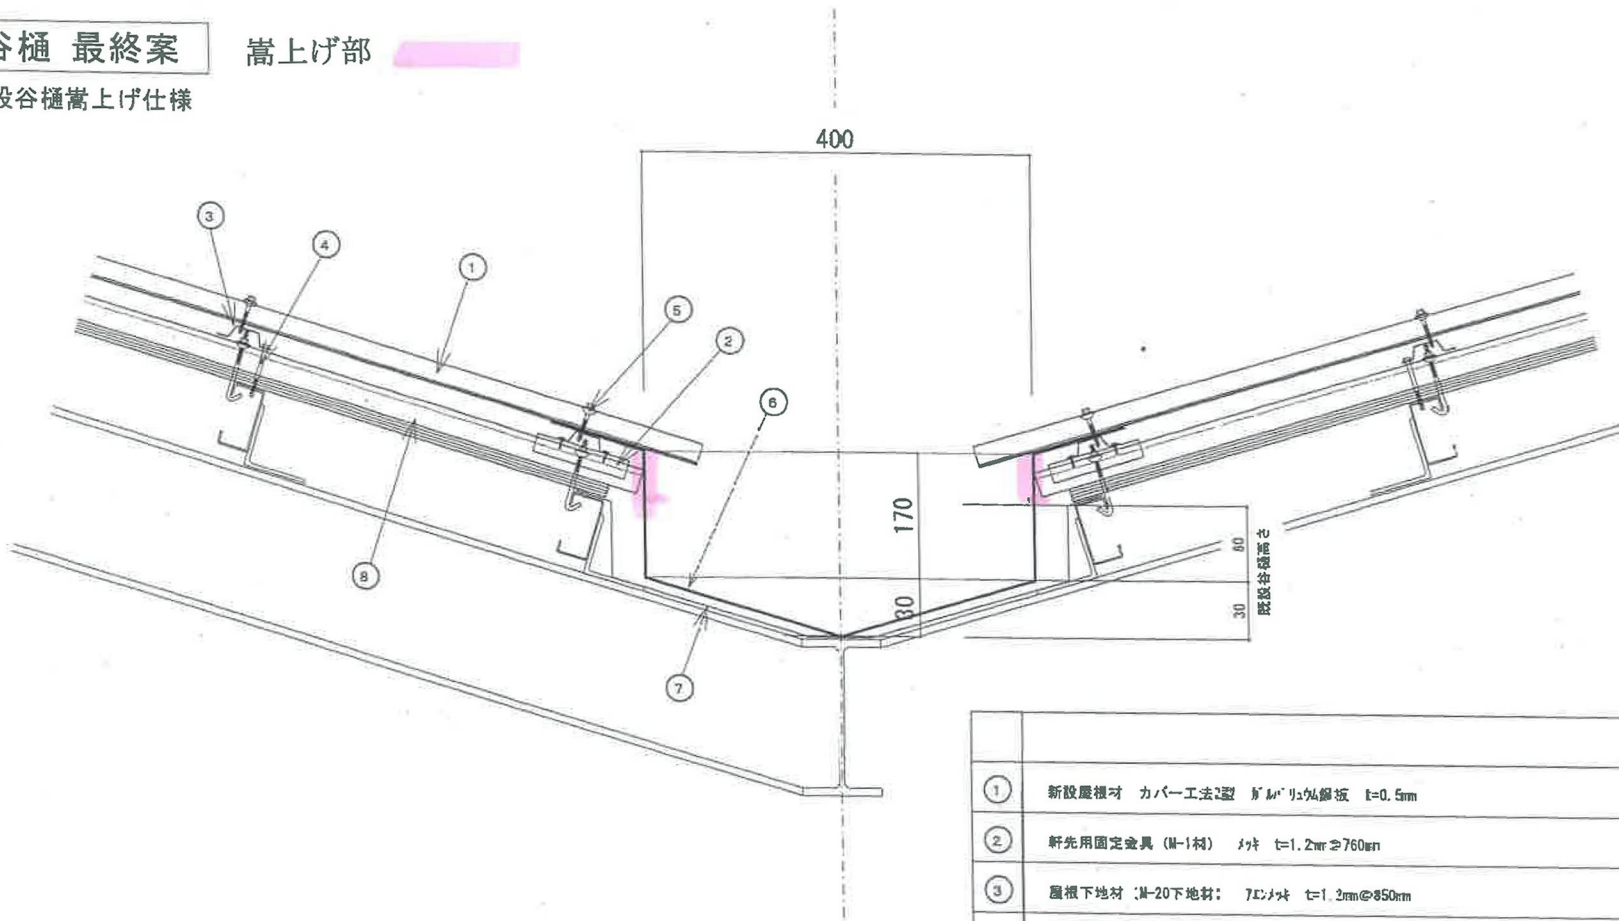 谷樋 最終案
嵩上げ部
設谷樋嵩上げ仕様
400
3
4
1
5
2
6
170
30
80
30
既設谷樋高さ
8
7
1 新設屋根材 カバー工法2型 ガルバリュウム鋼板 t=0.5mm
2 軒先用固定金具 (M-1材) メッキ t=1.2mm@760mm
3 屋根下地材 (M-20下地材) アエンメッキ t=1.2mm@850mm